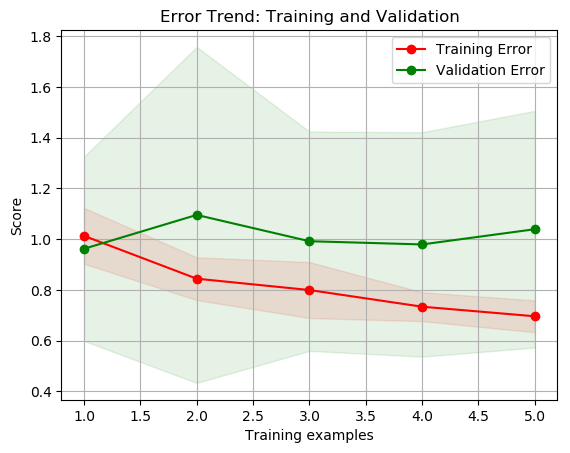 Error Trend: Training and Validation
Training Error
Validation Error
Score
1.8
1.6
1.4
1.2
1.0
0.8
0.6
0.4
1.0 1.5 2.0 2.5 3.0 3.5 4.0 4.5 5.0
Training examples